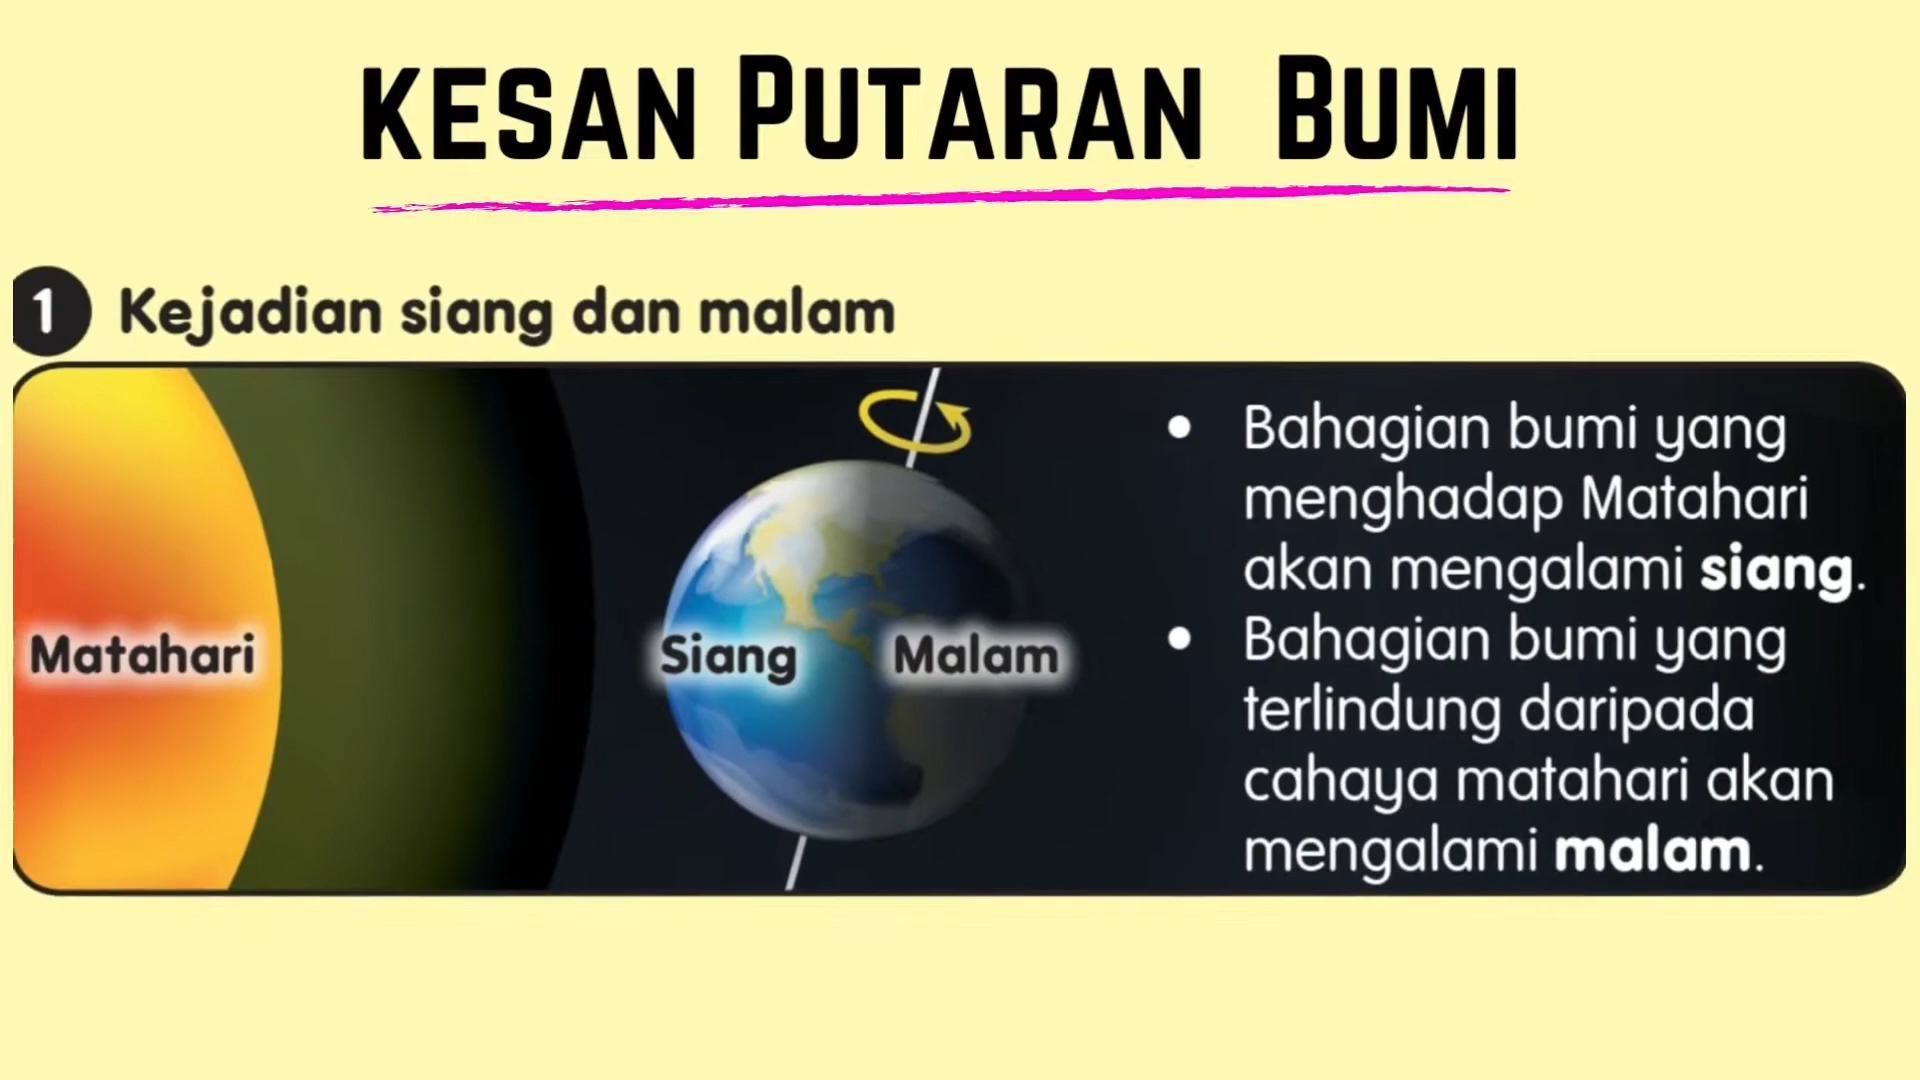 KESAN PUTARAN BUMI
1 Kejadian siang dan malam
Matahari
Siang
Malam
• Bahagian bumi yang
menghadap Matahari
akan mengalami siang.
• Bahagian bumi yang
terlindung daripada
cahaya matahari akan
mengalami malam.